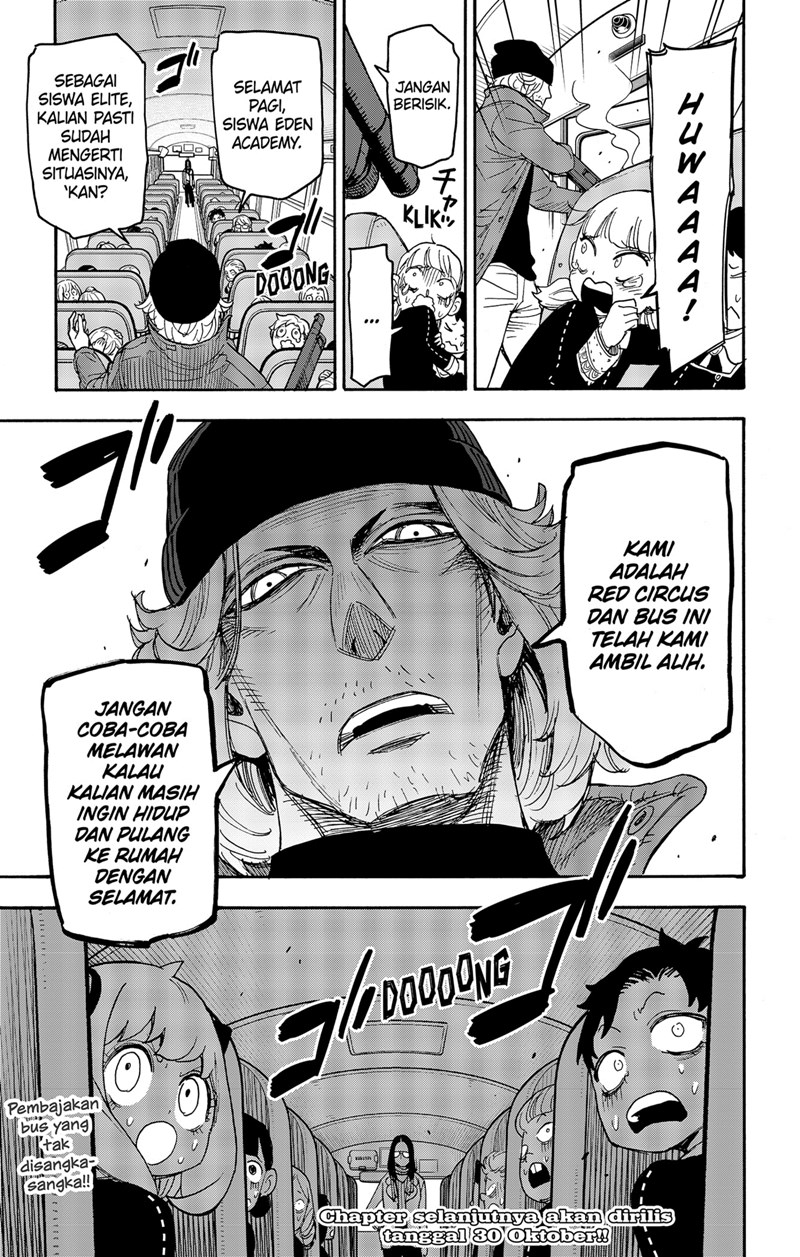 HUWAAAA!
JANGAN
BERISIK.
チャッ
KLIK
...
SELAMAT
PAGI,
SISWA EDEN
ACADEMY.
SEBAGAI
SISWA ELITE,
KALIAN PASTI
SUDAH
MENGERTI
SITUASINYA,
'KAN?
ゴ
ゴ
DOOONG
ゴ
KAMI
ADALAH
RED CIRCUS
DAN BUS INI
TELAH KAMI
AMBIL ALIH.
JANGAN
COBA-COBA
MELAWAN
KALAU
KALIAN MASIH
INGIN HIDUP
DAN PULANG
KE RUMAH
DENGAN
SELAMAT.
ゴ
ゴ
DOOOONG
Pembajakan
bus yang
tak
disangka-
sangka!!
Chapter selanjutnya akan dirilis
tanggal 30 Oktober!!